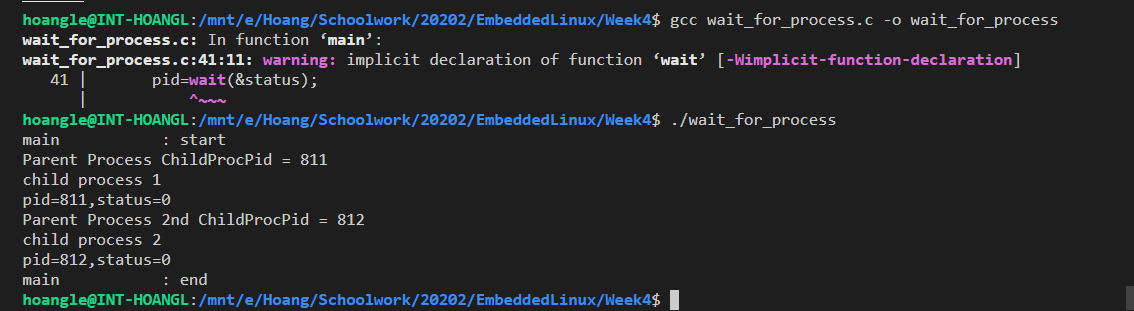 hoangle@INT-HOANGL:/mnt/e/Hoang/Schoolwork/20202/EmbeddedLinux/Week4$ gcc wait_for_process.c -o wait_for_process
wait_for_process.c: In function ‘main’:
wait_for_process.c:41:11: warning: implicit declaration of function ‘wait’ [-Wimplicit-function-declaration]
   41 |       pid=wait(&status);
      |           ^~~~
hoangle@INT-HOANGL:/mnt/e/Hoang/Schoolwork/20202/EmbeddedLinux/Week4$ ./wait_for_process
main           : start
Parent Process ChildProcPid = 811
child process 1
pid=811,status=0
Parent Process 2nd ChildProcPid = 812
child process 2
pid=812,status=0
main           : end
hoangle@INT-HOANGL:/mnt/e/Hoang/Schoolwork/20202/EmbeddedLinux/Week4$